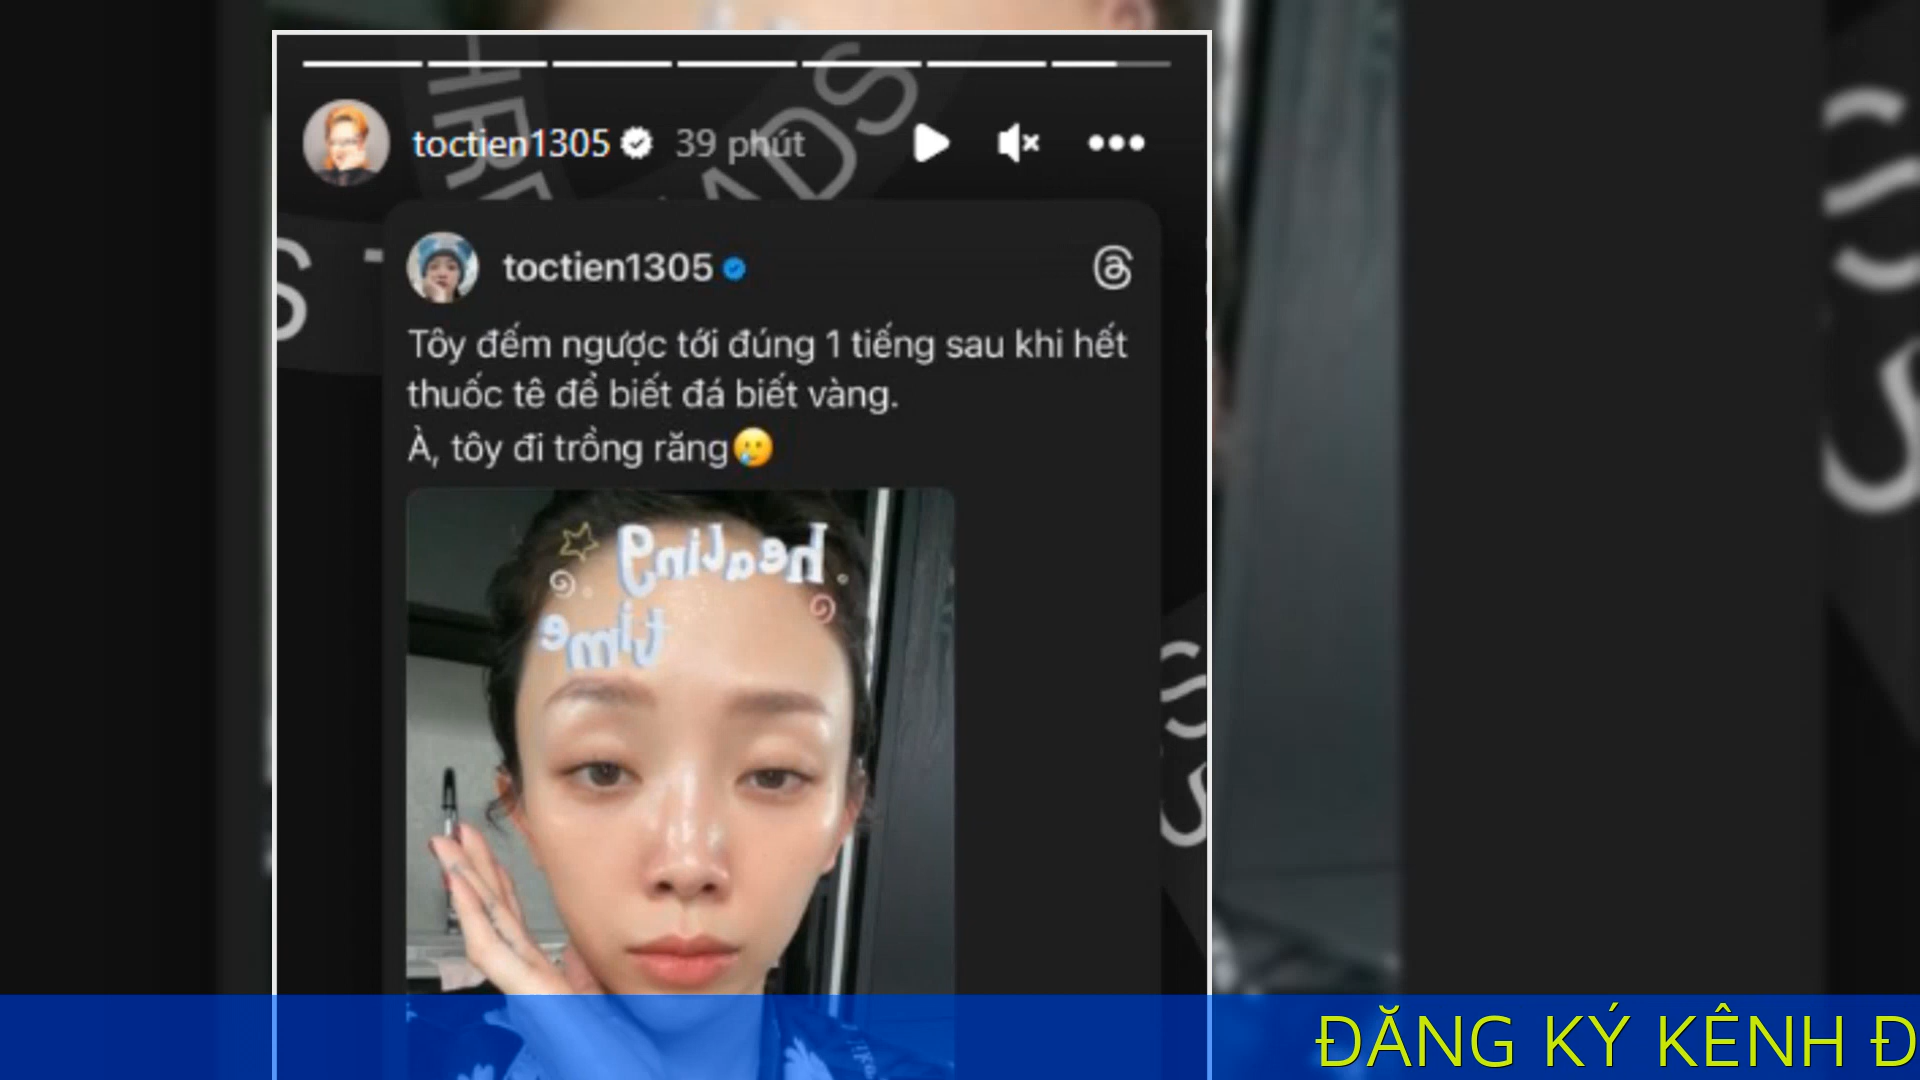 THREADS
toctien1305 39 phút
toctien1305
Tôy đếm ngược tới đúng 1 tiếng sau khi hết
thuốc tê để biết đá biết vàng.
À, tôy đi trồng răng🥲
healing
time
ĐĂNG KÝ KÊNH Đ